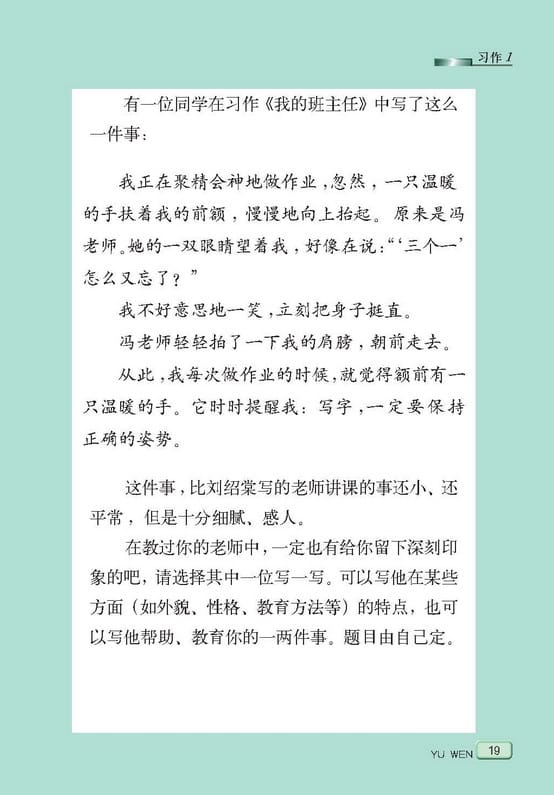 习作1
有一位同学在习作《我的班主任》中写了这么
一件事：
我正在聚精会神地做作业，忽然，一只温暖
的手扶着我的前额，慢慢地向上抬起。原来是冯
老师。她的一双眼睛望着我，好像在说：“‘三个一’
怎么又忘了？”
我不好意思地一笑，立刻把身子挺直。
冯老师轻轻拍了一下我的肩膀，朝前走去。
从此，我每次做作业的时候，就觉得额前有一
只温暖的手。它时时提醒我：写字，一定要保持
正确的姿势。
这件事，比刘绍棠写的老师讲课的事还小、还
平常，但是十分细腻、感人。
在教过你的老师中，一定也有给你留下深刻印
象的吧，请选择其中一位写一写。可以写他在某些
方面（如外貌、性格、教育方法等）的特点，也可
以写他帮助、教育你的一两件事。题目由自己定。
YU WEN 19